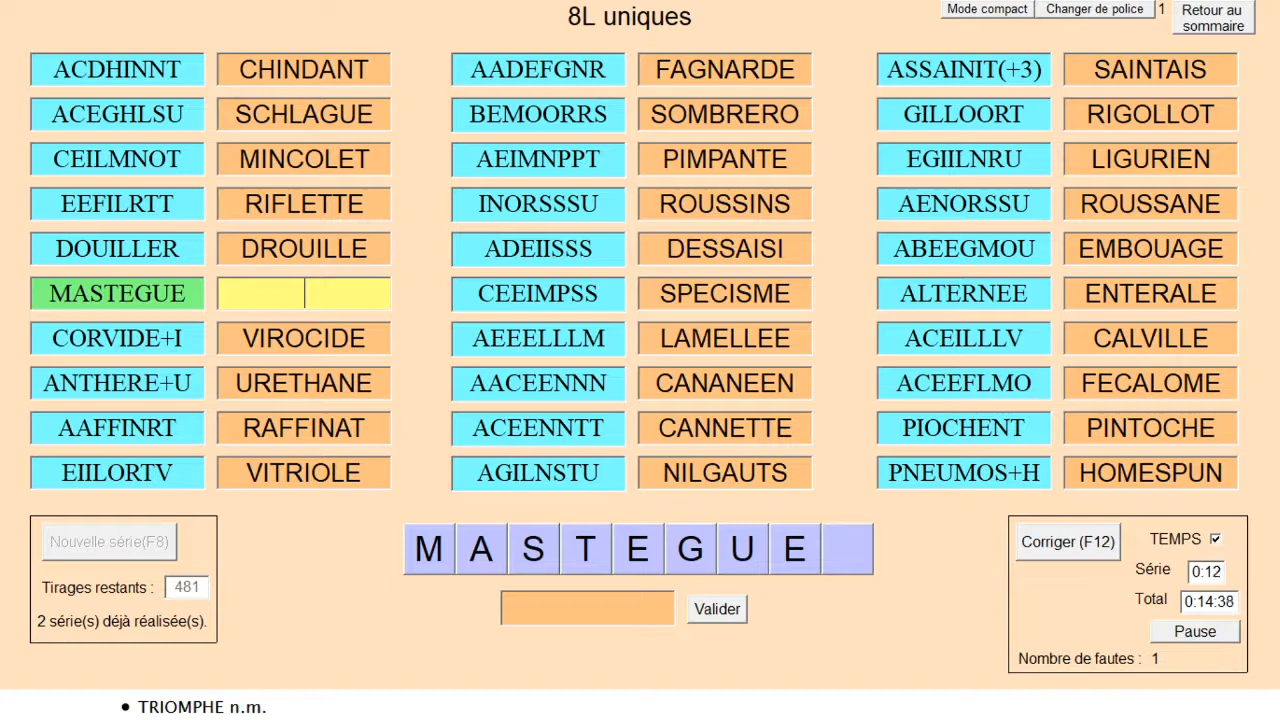 8L uniques
Mode compact Changer de police 1 Retour au sommaire
ACDHINNT CHINDANT AADEFGNR FAGNARDE ASSAINIT(+3) SAINTAIS
ACEGHLSU SCHLAGUE BEMOORRS SOMBRERO GILLOORT RIGOLLOT
CEILMNOT MINCOLET AEIMNPPT PIMPANTE EGIILNRU LIGURIEN
EEFILRTT RIFLETTE INORSSSU ROUSSINS AENORSSU ROUSSANE
DOUILLER DROUILLE ADEIISSS DESSAISI ABEEGMOU EMBOUAGE
MASTEGUE CEEIMPSS SPECISME ALTERNEE ENTERALE
CORVIDE+I VIROCIDE AEEELLLM LAMELLEE ACEILLLV CALVILLE
ANTHERE+U URETHANE AACEENNN CANANEEN ACEEFLMO FECALOME
AAFFINRT RAFFINAT ACEENNTT CANNETTE PIOCHENT PINTOCHE
EIILORTV VITRIOLE AGILNSTU NILGAUTS PNEUMOS+H HOMESPUN
Nouvelle série(F8)
Tirages restants : 481
2 série(s) déjà réalisée(s).
M A S T E G U E
Valider
Corriger (F12) TEMPS
Série 0:12
Total 0:14:38
Pause
Nombre de fautes : 1
• TRIOMPHE n.m.